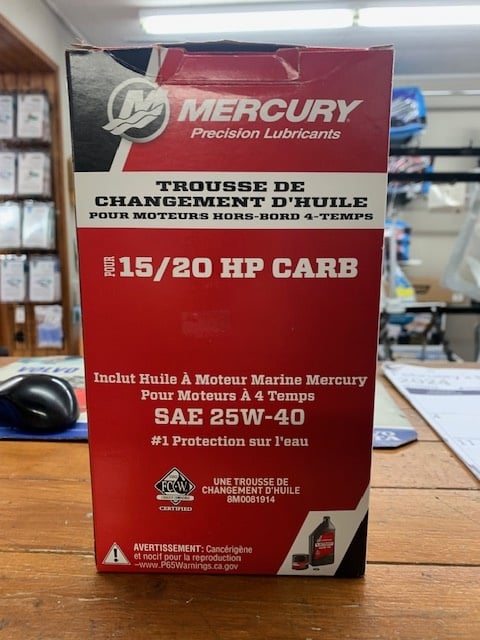 MERCURY
Precision Lubricants
TROUSSE DE
CHANGEMENT D'HUILE
POUR MOTEURS HORS-BORD 4-TEMPS
POUR 15/20 HP CARB
Inclut Huile À Moteur Marine Mercury
Pour Moteurs À 4 Temps
SAE 25W-40
#1 Protection sur l'eau
FC-W
CERTIFIED
UNE TROUSSE DE
CHANGEMENT D'HUILE
8M0081914
AVERTISSEMENT: Cancérigène
et nocif pour la reproduction
-www.P65Warnings.ca.gov